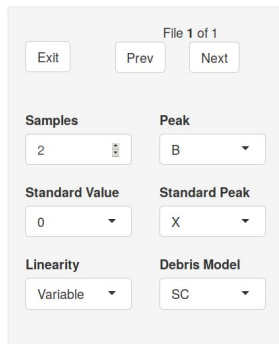 File 1 of 1
Exit Prev Next
Samples Peak
2 B
Standard Value Standard Peak
0 X
Linearity Debris Model
Variable SC